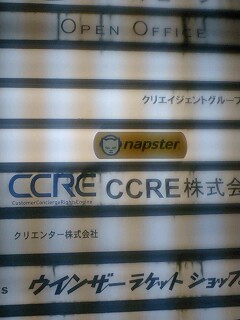 OPEN OFFICE
クリエイジェントグループ
napster
CCRE CCRE株式会
CustomerConciergeRaggsEngine
クリエンター株式会社
s ウインザーラケットショップ